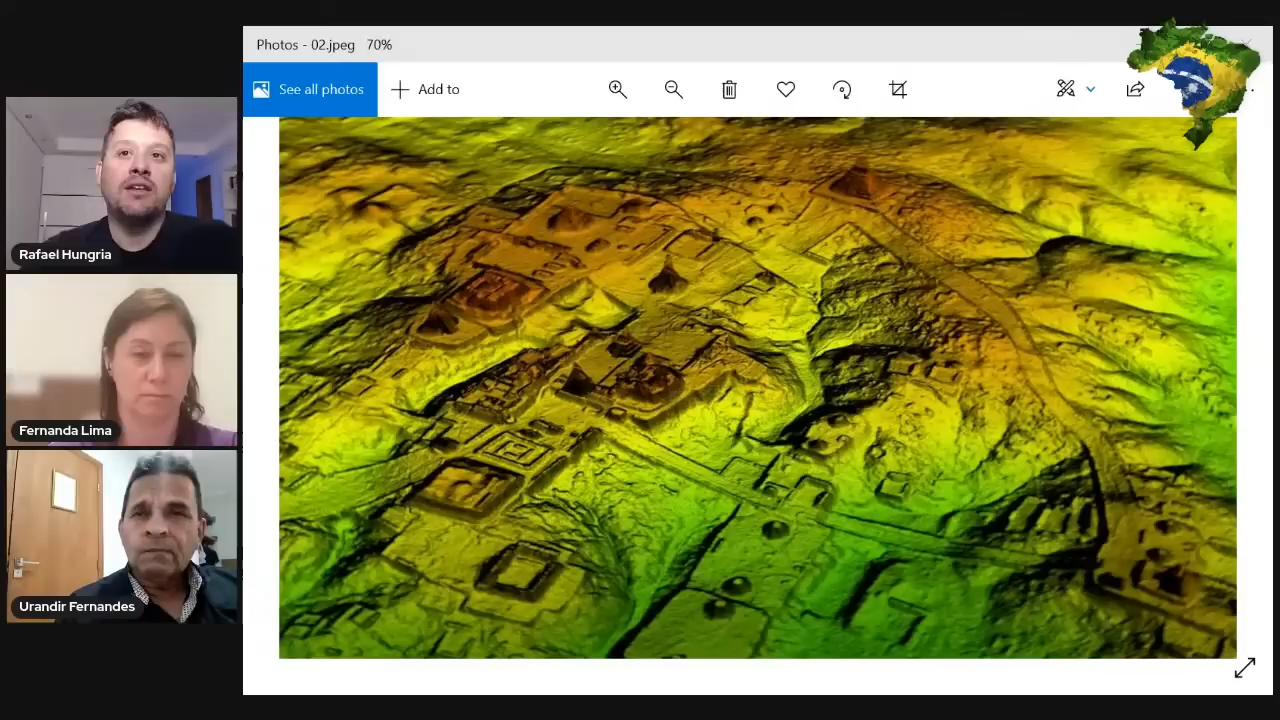 Photos - 02.jpeg 70%
See all photos
Add to
Rafael Hungria
Fernanda Lima
Urandir Fernandes